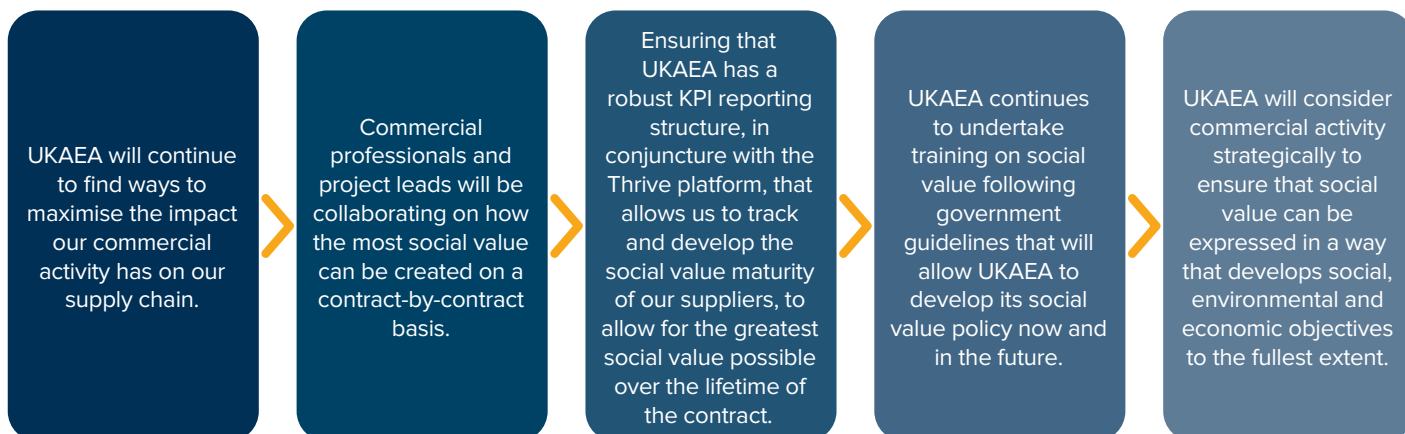 UKAEA will continue
to find ways to
maximise the impact
our commercial
activity has on our
supply chain.
Commercial
professionals and
project leads will be
collaborating on how
the most social value
can be created on a
contract-by-contract
basis.
Ensuring that
UKAEA has a
robust KPI reporting
structure, in
conjuncture with the
Thrive platform, that
allows us to track
and develop the
social value maturity
of our suppliers, to
allow for the greatest
social value possible
over the lifetime of
the contract.
UKAEA continues
to undertake
training on social
value following
government
guidelines that will
allow UKAEA to
develop its social
value policy now and
in the future.
UKAEA will consider
commercial activity
strategically to
ensure that social
value can be
expressed in a way
that develops social,
environmental and
economic objectives
to the fullest extent.